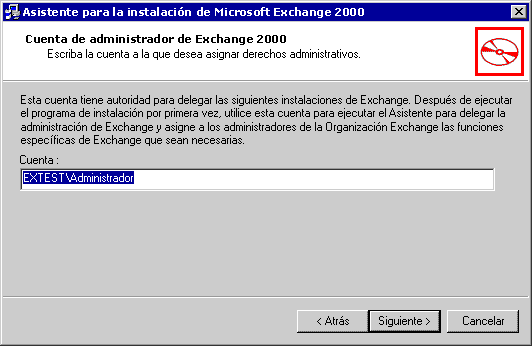 Asistente para la instalación de Microsoft Exchange 2000
Cuenta de administrador de Exchange 2000
Escriba la cuenta a la que desea asignar derechos administrativos.
Esta cuenta tiene autoridad para delegar las siguientes instalaciones de Exchange. Después de ejecutar
el programa de instalación por primera vez, utilice esta cuenta para ejecutar el Asistente para delegar la
administración de Exchange y asigne a los administradores de la Organización Exchange las funciones
específicas de Exchange que sean necesarias.
Cuenta :
EXTEST\Administrador
< Atrás
Siguiente >
Cancelar